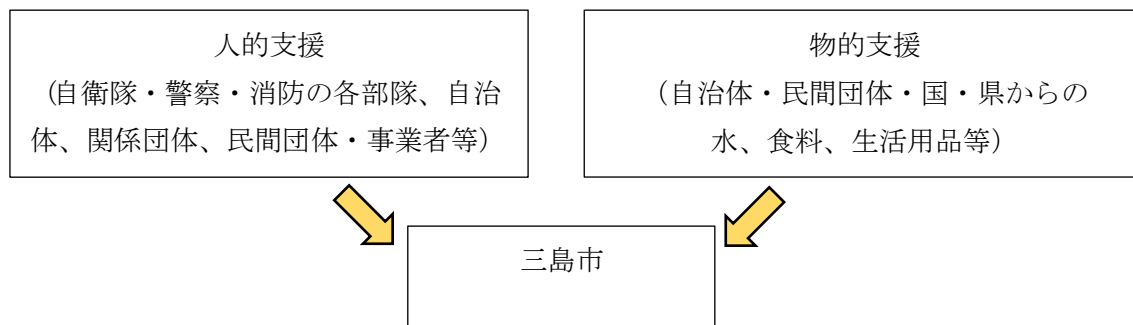 人的支援
（自衛隊・警察・消防の各部隊、自治
体、関係団体、民間団体・事業者等）
物的支援
（自治体・民間団体・国・県からの
水、食料、生活用品等）
三島市